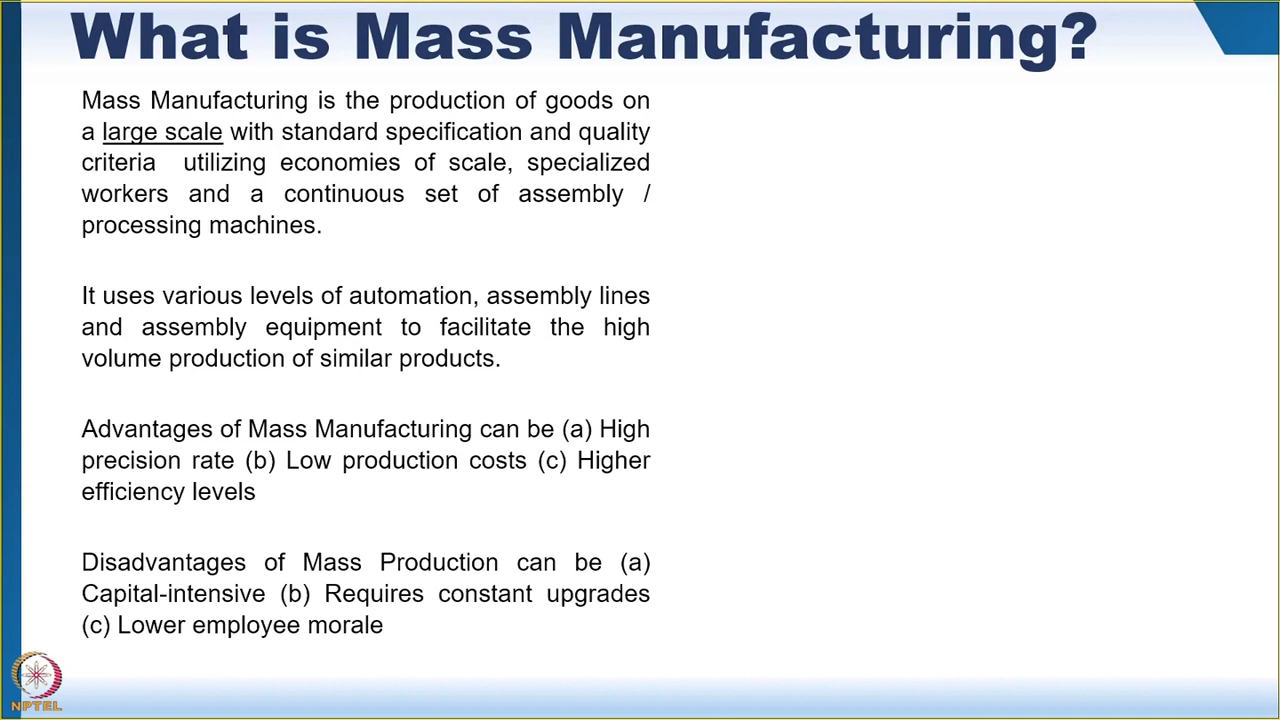 What is Mass Manufacturing?
Mass Manufacturing is the production of goods on
a large scale with standard specification and quality
criteria utilizing economies of scale, specialized
workers and a continuous set of assembly /
processing machines.
It uses various levels of automation, assembly lines
and assembly equipment to facilitate the high
volume production of similar products.
Advantages of Mass Manufacturing can be (a) High
precision rate (b) Low production costs (c) Higher
efficiency levels
Disadvantages of Mass Production can be (a)
Capital-intensive (b) Requires constant upgrades
(c) Lower employee morale
NPTEL